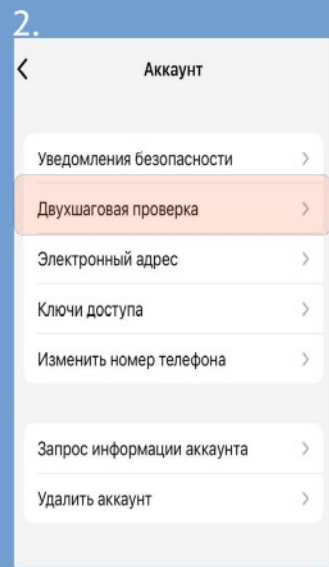 2.
Аккаунт
Уведомления безопасности
Двухшаговая проверка
Электронный адрес
Ключи доступа
Изменить номер телефона
Запрос информации аккаунта
Удалить аккаунт